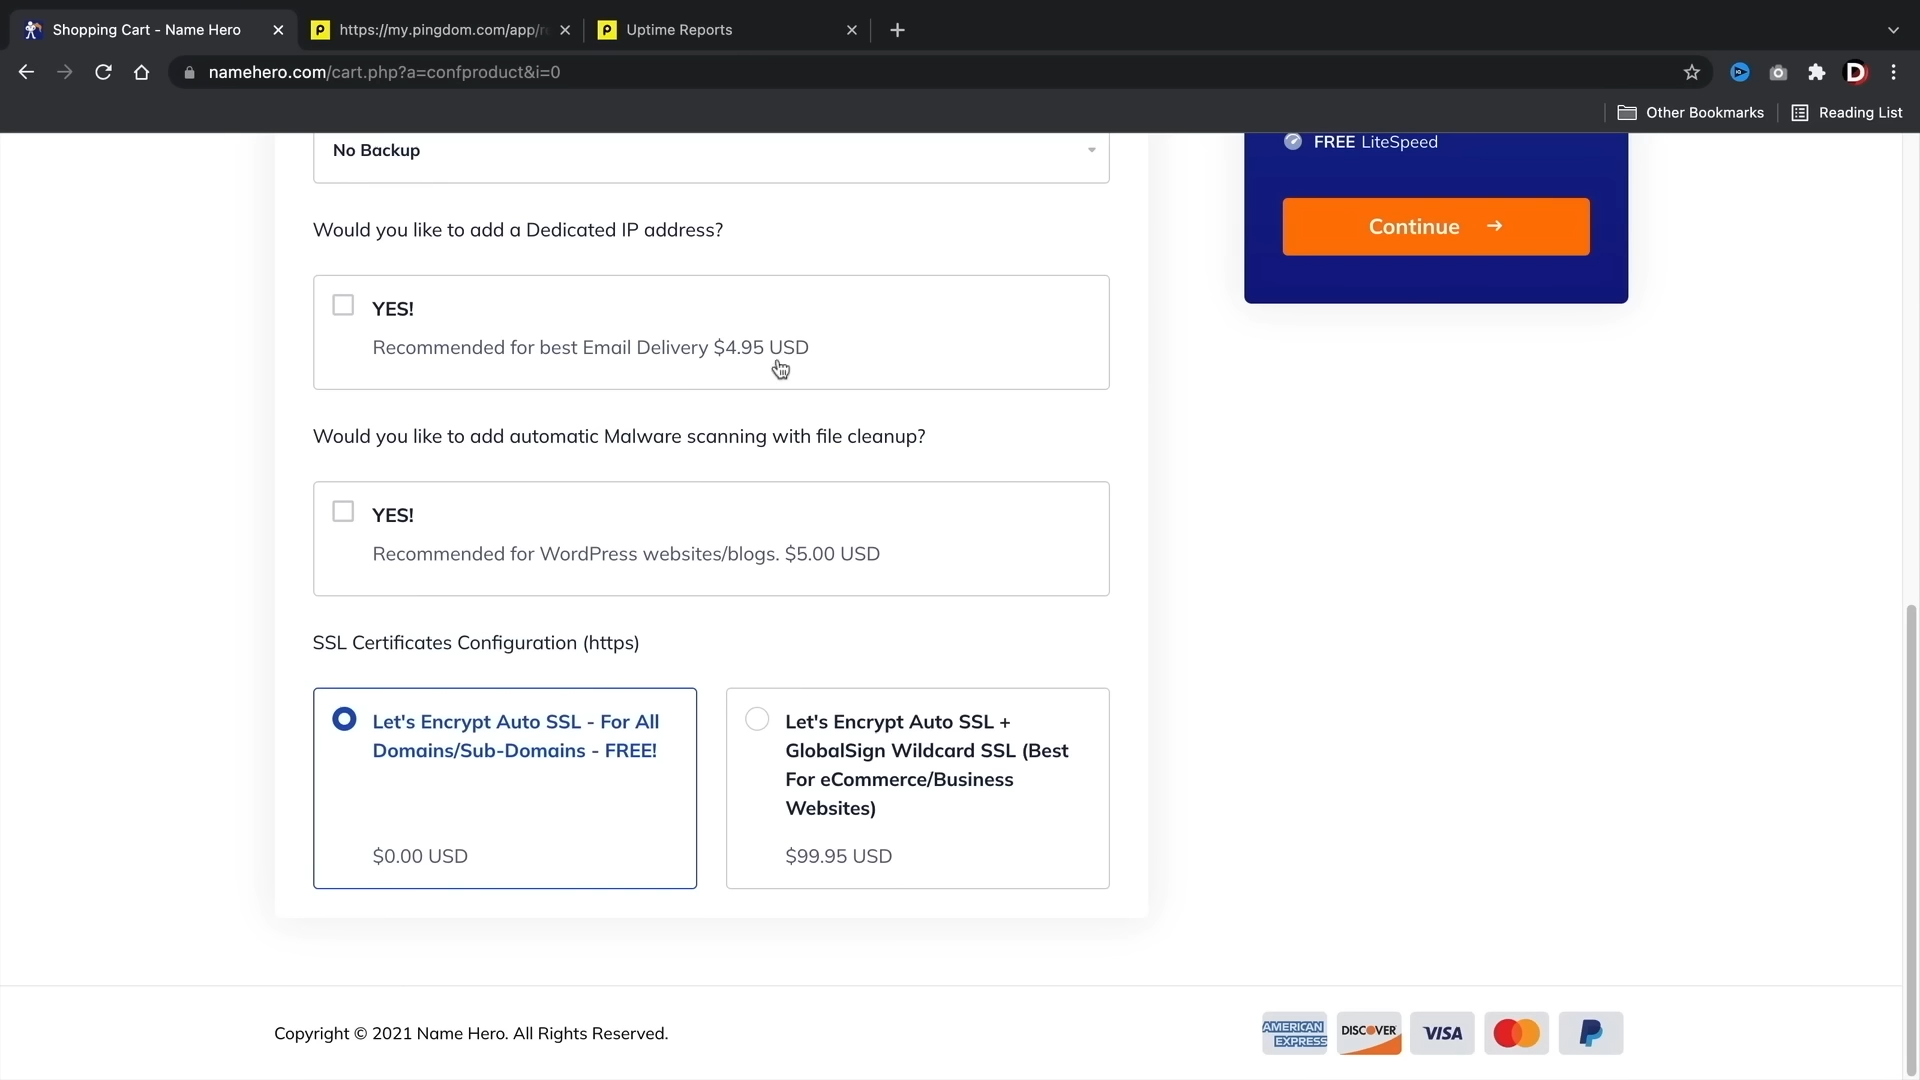 Shopping Cart - Name Hero
https://my.pingdom.com/app/r
Uptime Reports
namehero.com/cart.php?a=confproduct&i=0
Other Bookmarks
Reading List
No Backup
FREE LiteSpeed
Continue →
Would you like to add a Dedicated IP address?
YES!
Recommended for best Email Delivery $4.95 USD
Would you like to add automatic Malware scanning with file cleanup?
YES!
Recommended for WordPress websites/blogs. $5.00 USD
SSL Certificates Configuration (https)
Let's Encrypt Auto SSL - For All
Domains/Sub-Domains - FREE!
$0.00 USD
Let's Encrypt Auto SSL +
GlobalSign Wildcard SSL (Best
For eCommerce/Business
Websites)
$99.95 USD
Copyright © 2021 Name Hero. All Rights Reserved.
AMERICAN
EXPRESS
DISCOVER
VISA